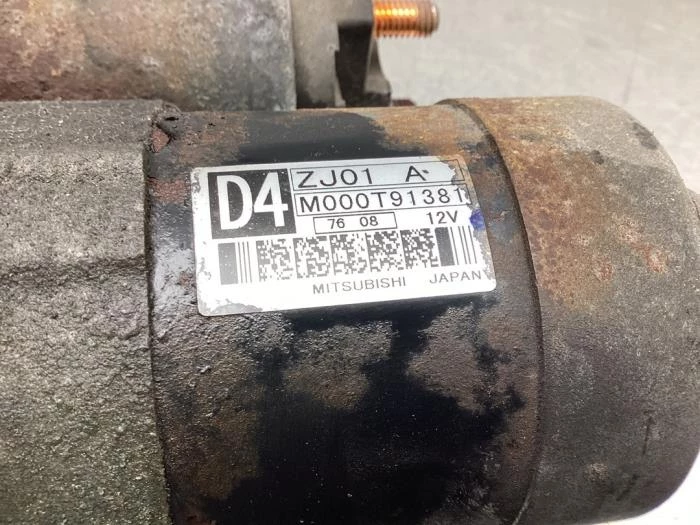 D4
ZJ01 A
M000T91381
76 08 12V
MITSUBISHI JAPAN